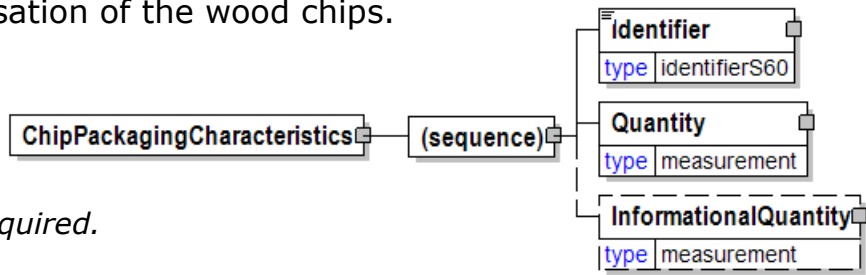 sation of the wood chips.
Identifier
type identifierS60
ChipPackagingCharacteristics
(sequence)
Quantity
type measurement
quired.
InformationalQuantity
type measurement